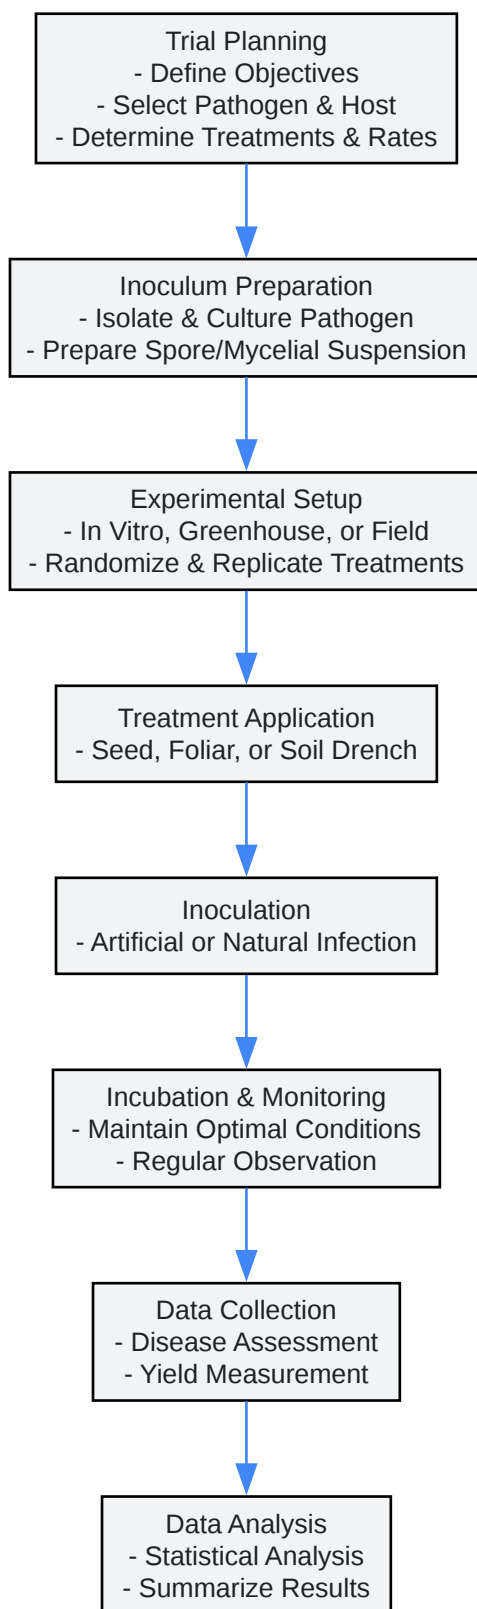 Trial Planning
- Define Objectives
- Select Pathogen & Host
- Determine Treatments & Rates
Inoculum Preparation
- Isolate & Culture Pathogen
- Prepare Spore/Mycelial Suspension
Experimental Setup
- In Vitro, Greenhouse, or Field
- Randomize & Replicate Treatments
Treatment Application
- Seed, Foliar, or Soil Drench
Inoculation
- Artificial or Natural Infection
Incubation & Monitoring
- Maintain Optimal Conditions
- Regular Observation
Data Collection
- Disease Assessment
- Yield Measurement
Data Analysis
- Statistical Analysis
- Summarize Results